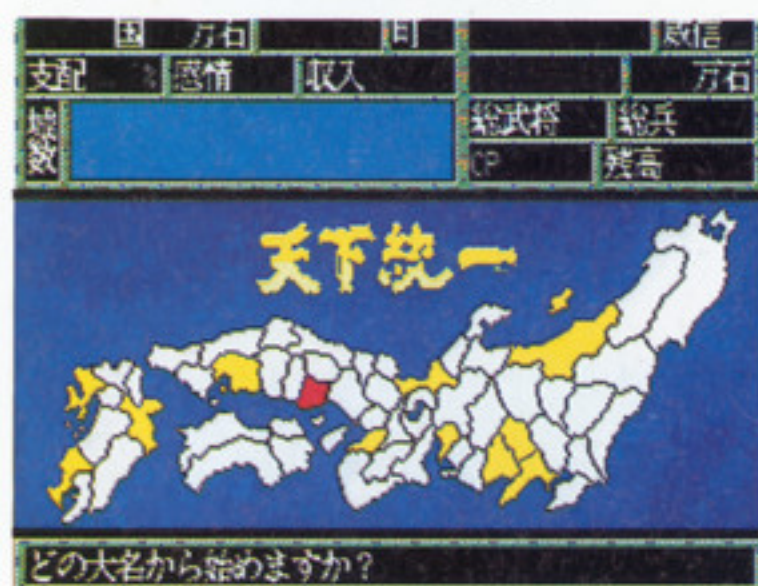 国 万石 町 威信
支配 % 感情 収入 万石
城数 総武将 総兵
CP 残高
天下統一
どの大名から始めますか?